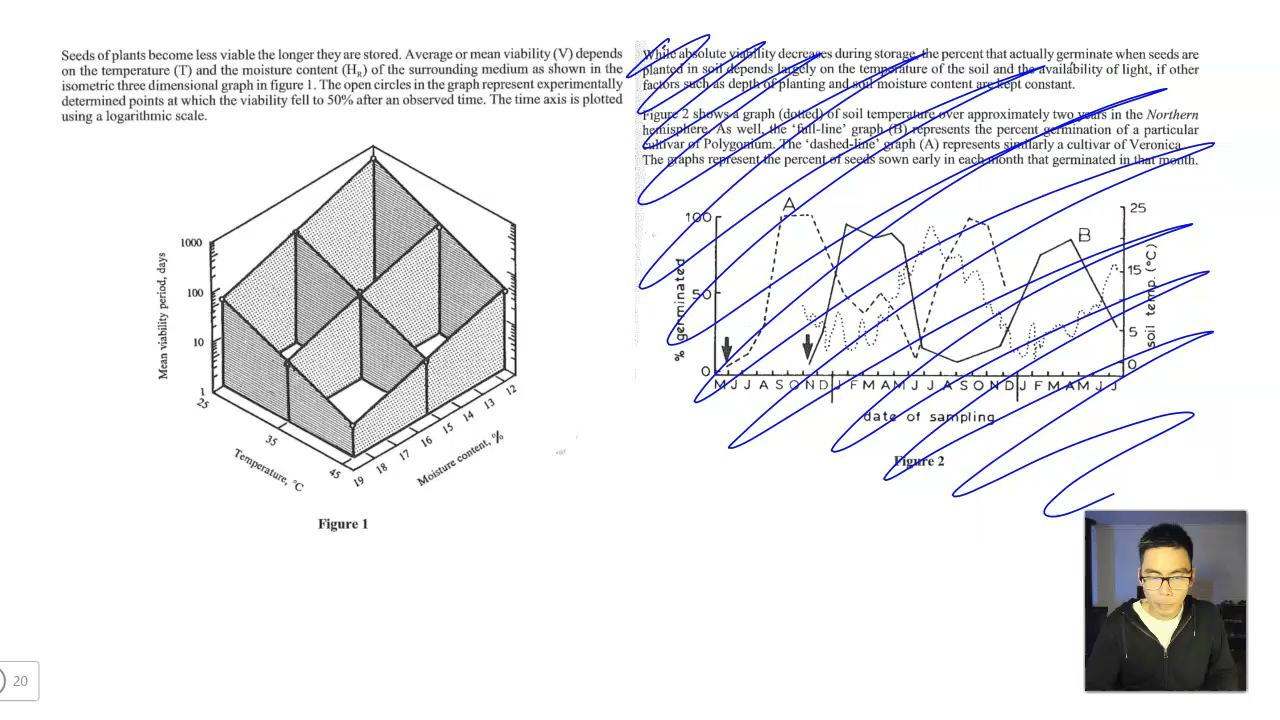 Seeds of plants become less viable the longer they are stored. Average or mean viability (V) depends
on the temperature (T) and the moisture content (HR) of the surrounding medium as shown in the
isometric three dimensional graph in figure 1. The open circles in the graph represent experimentally
determined points at which the viability fell to 50% after an observed time. The time axis is plotted
using a logarithmic scale.
Mean viability period, days
1000
100
10
1
25
35
45
Temperature, °C
19
18
17
16
15
14
13
12
Moisture content, %
Figure 1
While absolute viability decreases during storage, the percent that actually germinate when seeds are
planted in soil depends largely on the temperature of the soil and the availability of light, if other
factors such as depth of planting and soil moisture content are kept constant.
Figure 2 shows a graph (dotted) of soil temperature over approximately two years in the Northern
hemisphere. As well, the 'full-line' graph (B) represents the percent germination of a particular
cultivar of Polygonium. The 'dashed-line' graph (A) represents similarly a cultivar of Veronica.
The graphs represent the percent of seeds sown early in each month that germinated in that month.
A
B
% germinated
100
50
0
25
15
5
0
soil temp (°C)
M J J A S O N D J F M A M J J A S O N D J F M A M J J
date of sampling
Figure 2
20